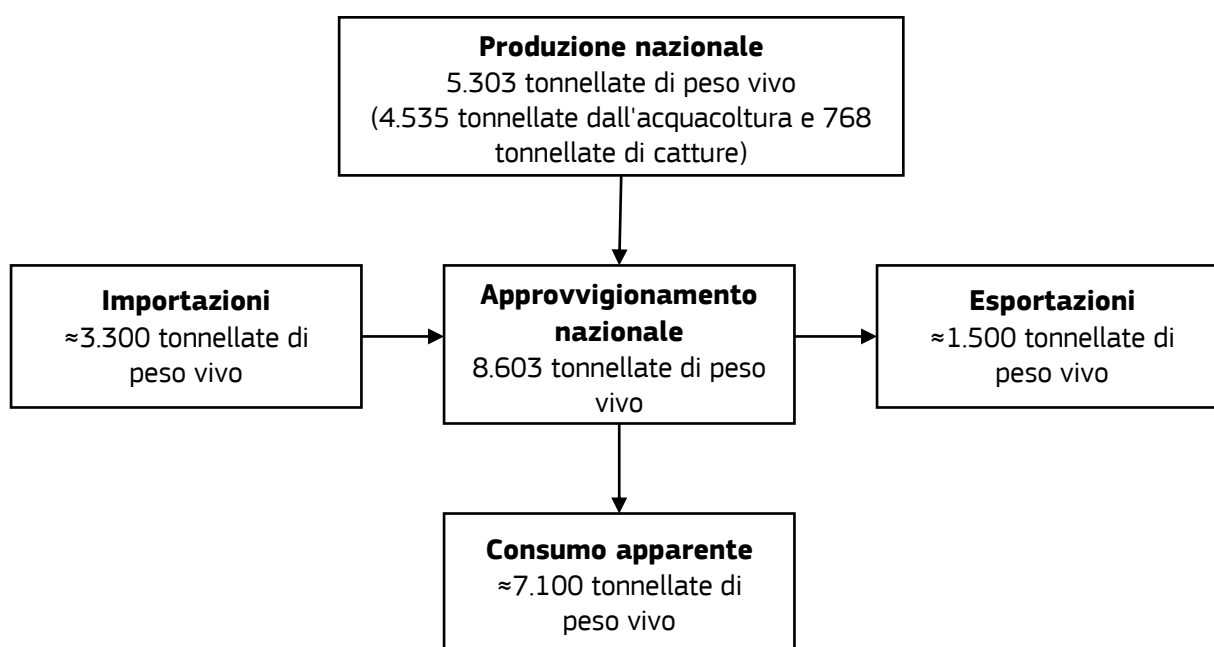 Produzione nazionale
5.303 tonnellate di peso vivo
(4.535 tonnellate dall'acquacoltura e 768
tonnellate di catture)
Importazioni
≈3.300 tonnellate di
peso vivo
Approvvigionamento
nazionale
8.603 tonnellate di peso
vivo
Esportazioni
≈1.500 tonnellate di
peso vivo
Consumo apparente
≈7.100 tonnellate di
peso vivo